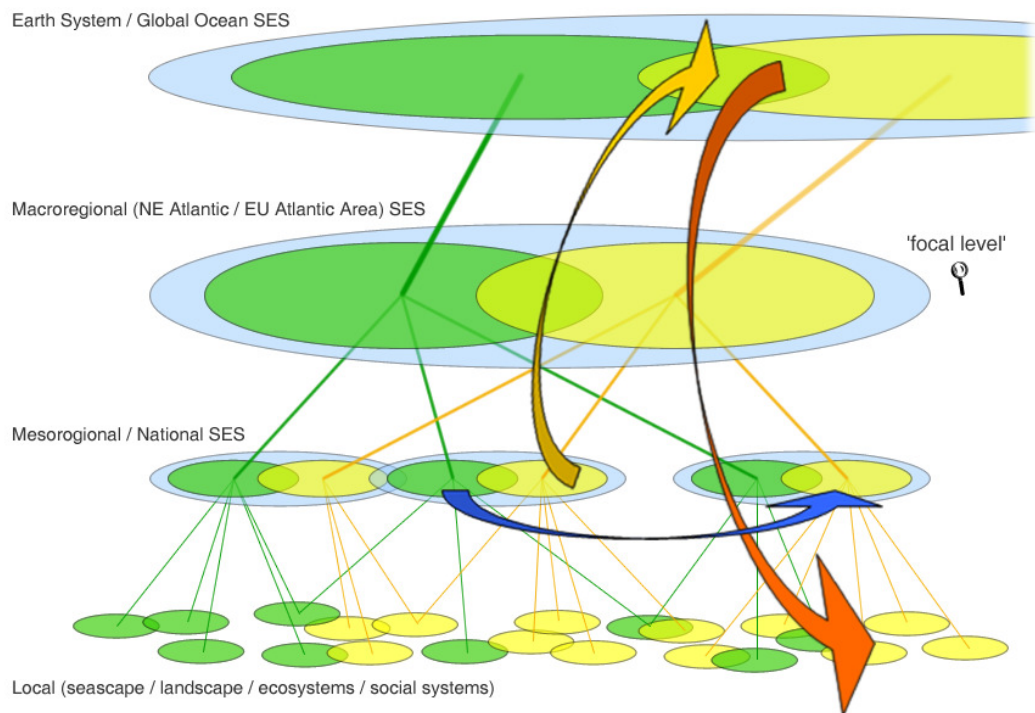 Earth System / Global Ocean SES
Macroregional (NE Atlantic / EU Atlantic Area) SES
'focal level'
Mesorogional / National SES
Local (seascape / landscape / ecosystems / social systems)